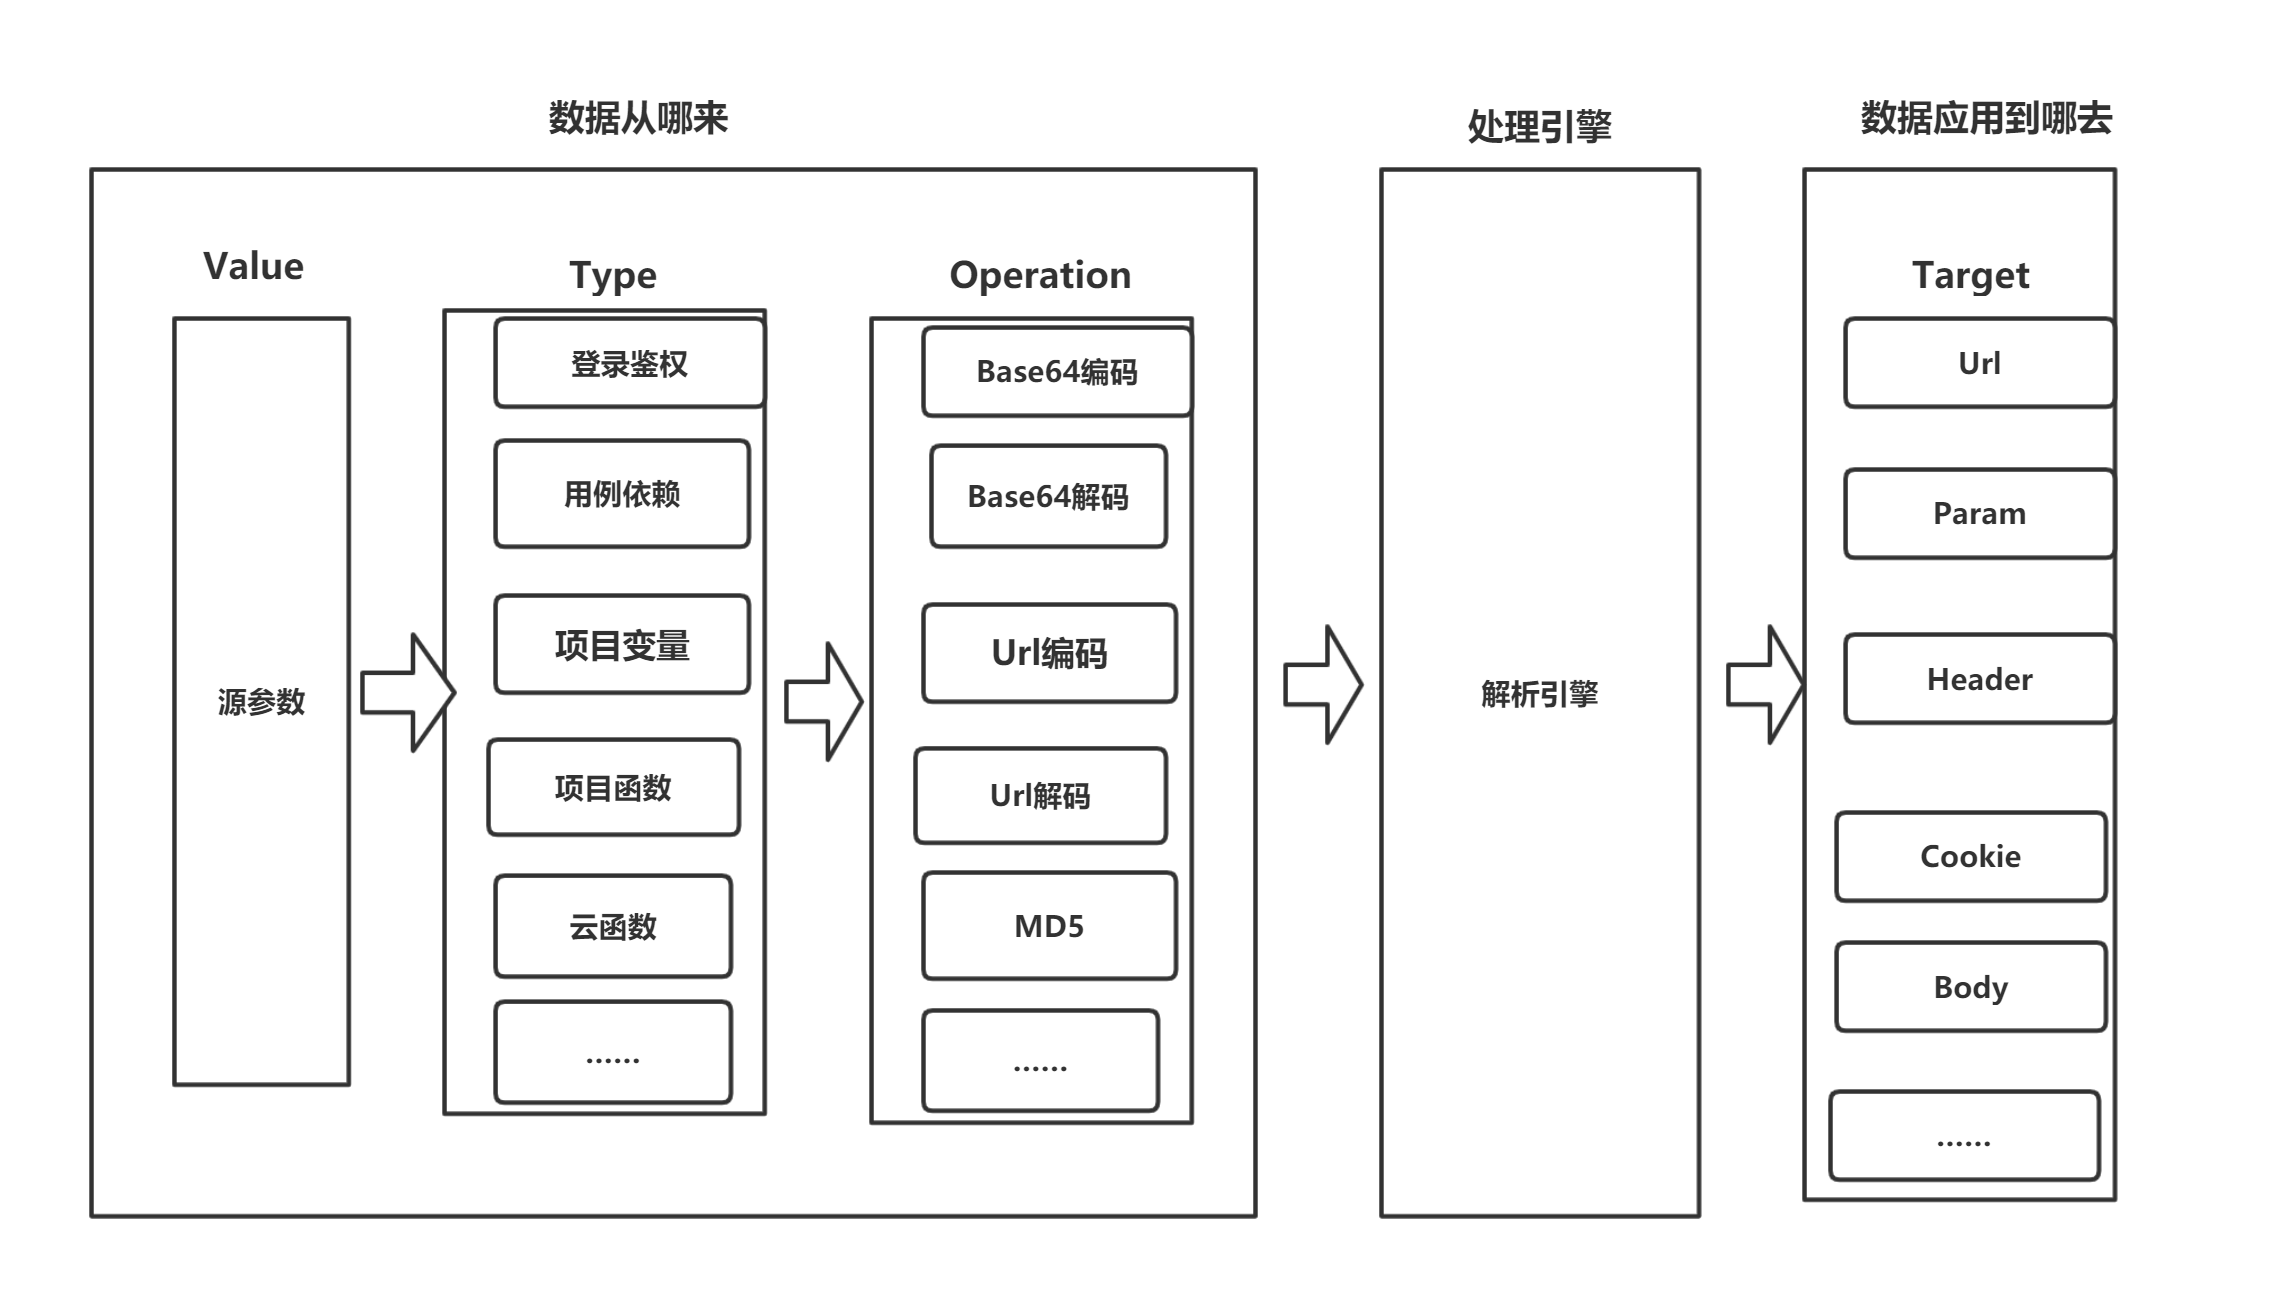 数据从哪来
处理引擎
数据应用到哪去
Value
Type
Operation
Target
源参数
登录鉴权
用例依赖
项目变量
项目函数
云函数
......
Base64编码
Base64解码
Url编码
Url解码
MD5
......
解析引擎
Url
Param
Header
Cookie
Body
......